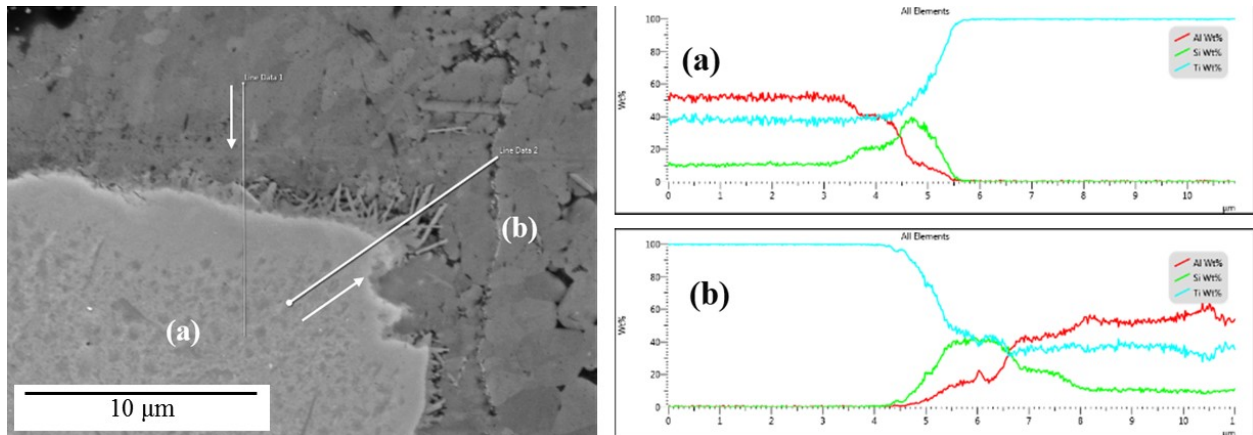 Line Data 1
Line Data 2
(b)
(a)
10 µm
All Elements
(a)
Al Wt%
Si Wt%
Ti Wt%
Wt%
100
80
60
40
20
0
0 1 2 3 4 5 6 7 8 9 10
µm
All Elements
(b)
Al Wt%
Si Wt%
Ti Wt%
Wt%
100
80
60
40
20
0
0 1 2 3 4 5 6 7 8 9 10 1
µm